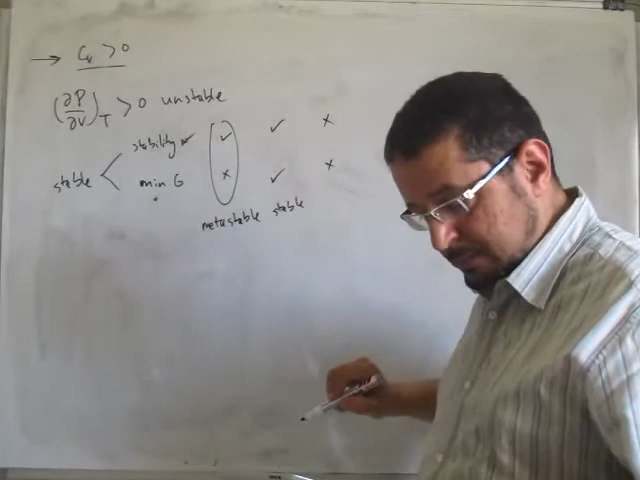 → Cv > 0
(∂P/∂V)T > 0 unstable
stability ✓ ✓ ✓ ×
stable <
min G × ✓ ×
metastable stable